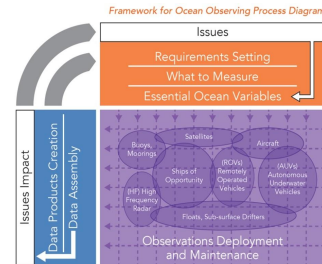 Framework for Ocean Observing Process Diagram
Issues
Requirements Setting
What to Measure
Essential Ocean Variables
Issues Impact
Data Products Creation
Data Assembly
Satellites
Aircraft
Buoys,
Moorings
Ships of
Opportunity
(ROVs)
Remotely
Operated
Vehicles
(AUVs)
Autonomous
Underwater
Vehicles
(HF) High
Frequency
Radar
Floats, Sub-surface Drifters
Observations Deployment
and Maintenance